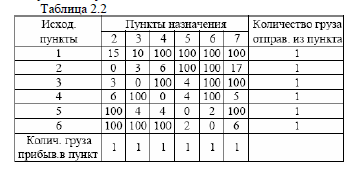 Таблица 2.2
Исход. пункты Пункты назначения Количество груза отправ. из пункта
2 3 4 5 6 7
1 15 10 100 100 100 100 1
2 0 3 6 100 100 17 1
3 3 0 100 4 100 100 1
4 6 100 0 4 100 5 1
5 100 4 4 0 2 100 1
6 100 100 100 2 0 6 1
Колич. груза прибыв.в пункт 1 1 1 1 1 1